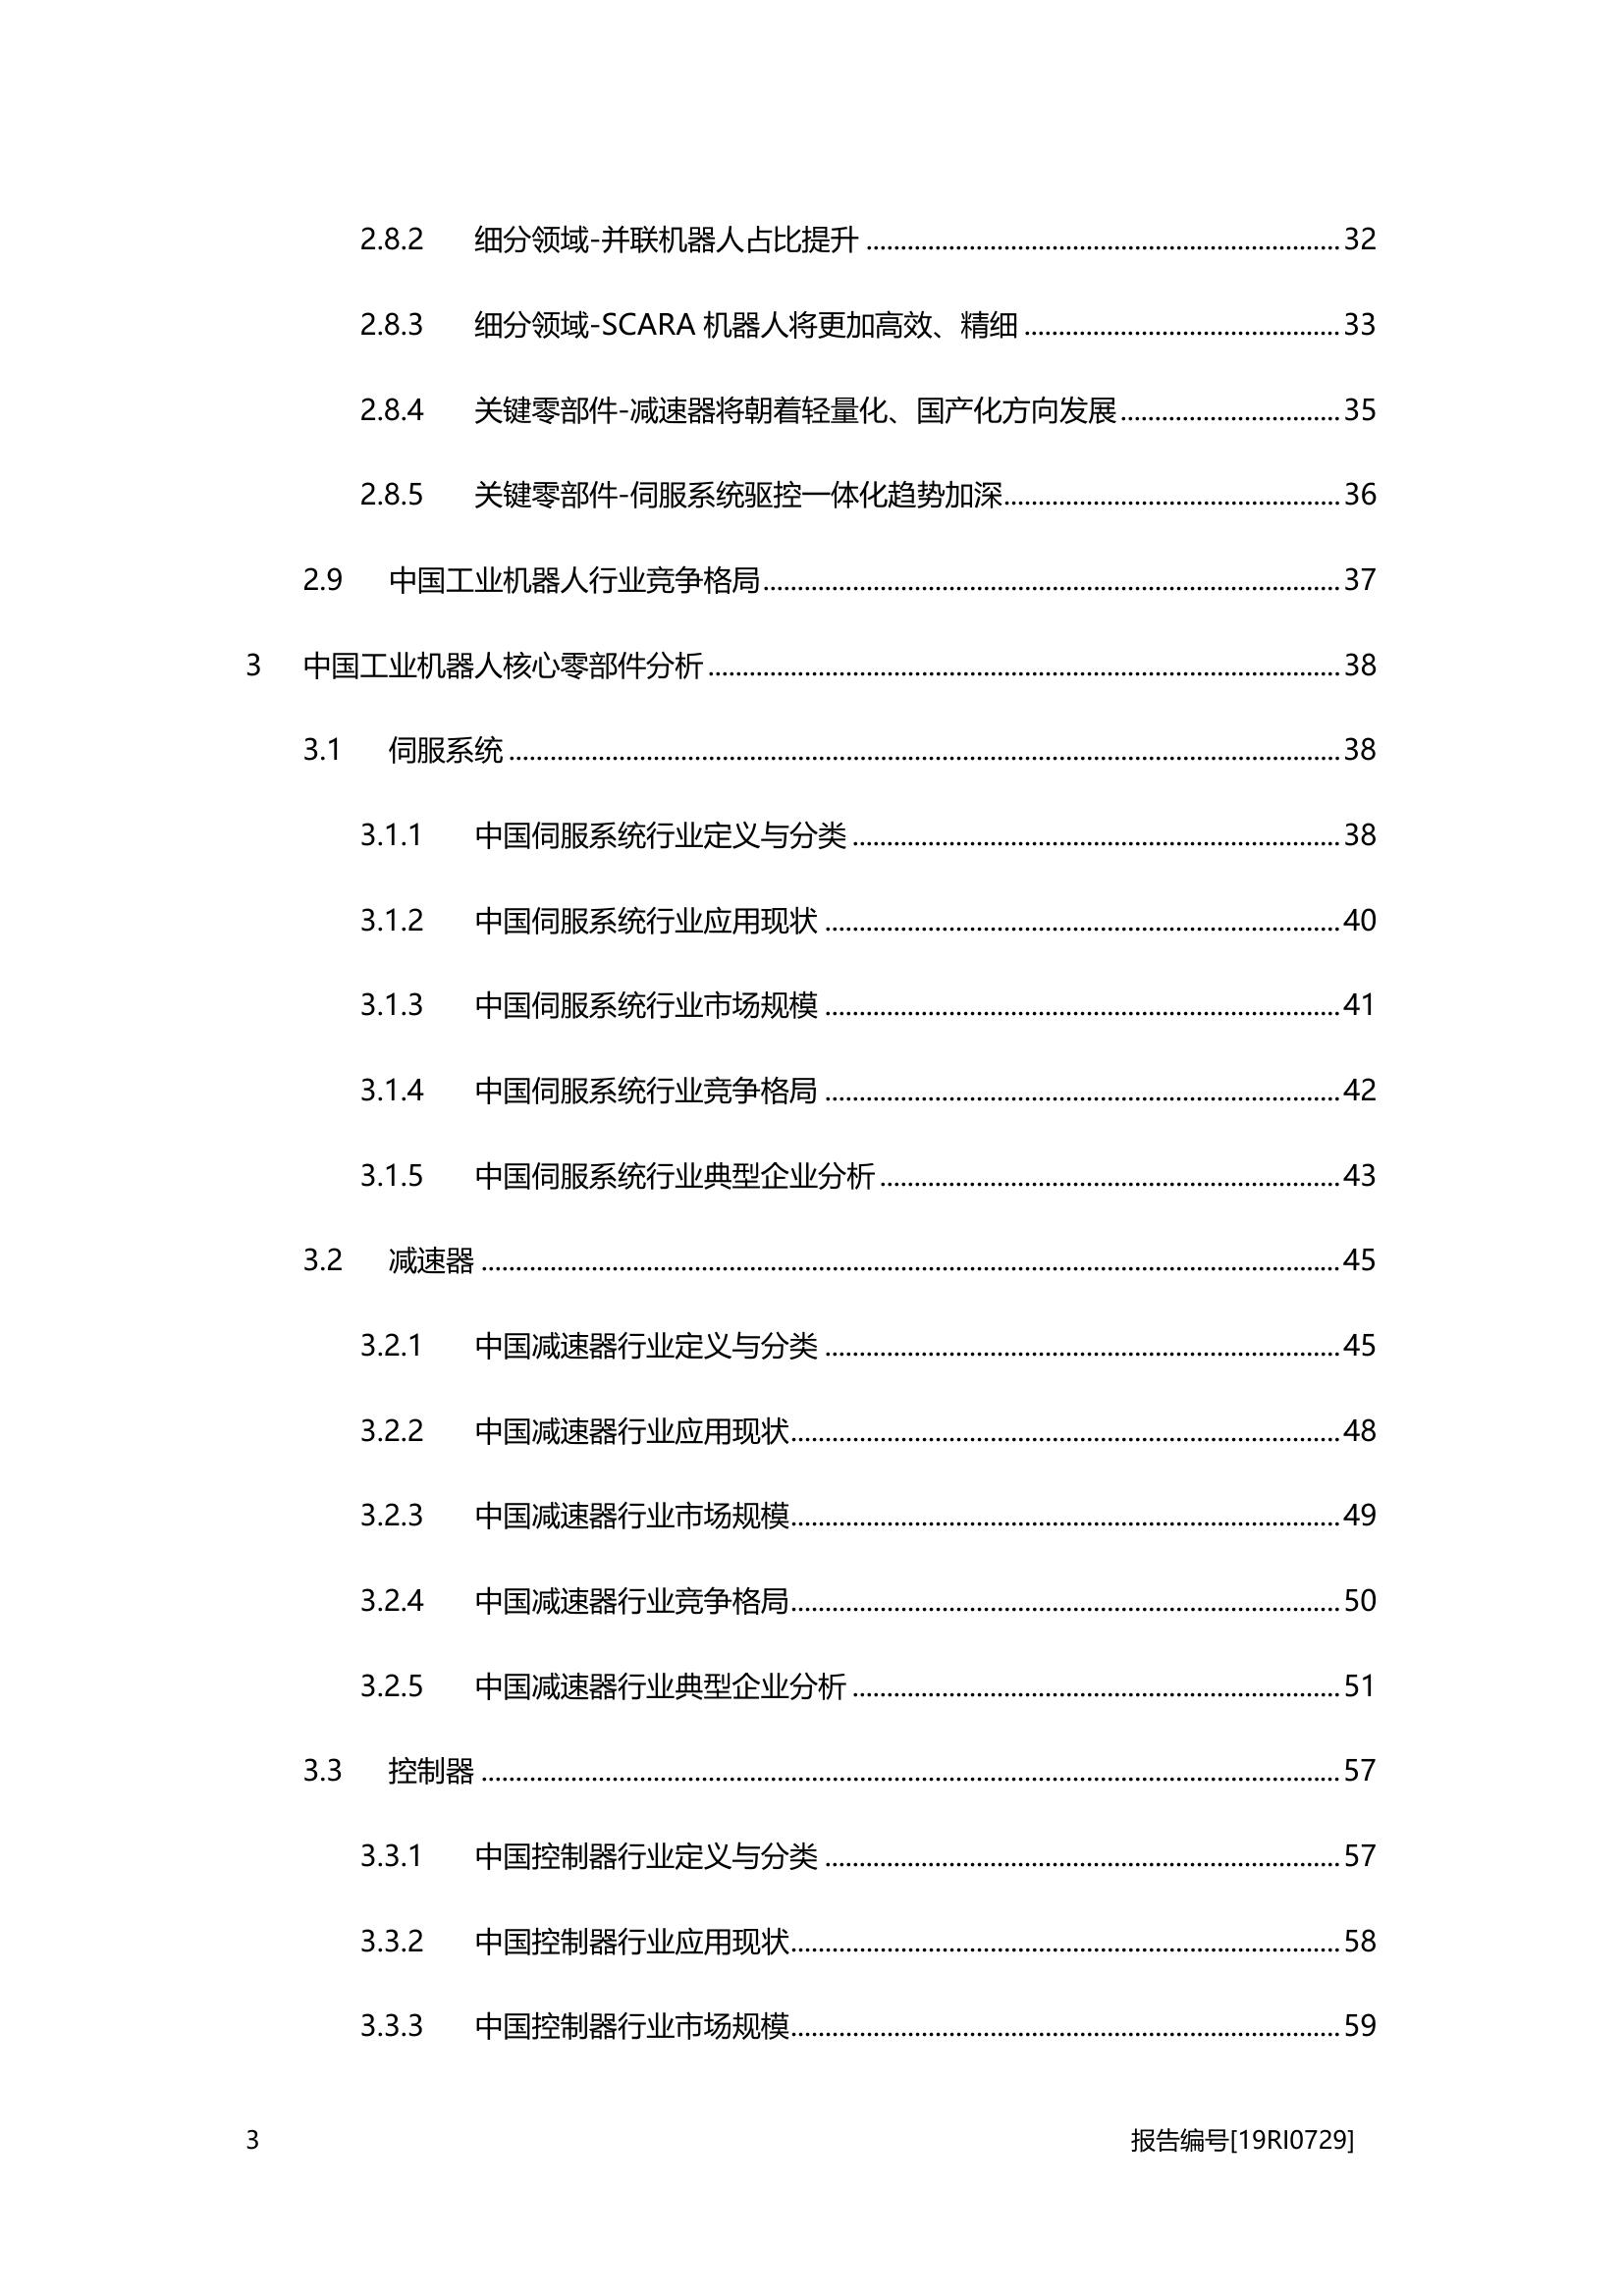 2.8.2 细分领域-并联机器人占比提升 32
2.8.3 细分领域-SCARA 机器人将更加高效、精细 33
2.8.4 关键零部件-减速器将朝着轻量化、国产化方向发展 35
2.8.5 关键零部件-伺服系统驱控一体化趋势加深 36
2.9 中国工业机器人行业竞争格局 37
3 中国工业机器人核心零部件分析 38
3.1 伺服系统 38
3.1.1 中国伺服系统行业定义与分类 38
3.1.2 中国伺服系统行业应用现状 40
3.1.3 中国伺服系统行业市场规模 41
3.1.4 中国伺服系统行业竞争格局 42
3.1.5 中国伺服系统行业典型企业分析 43
3.2 减速器 45
3.2.1 中国减速器行业定义与分类 45
3.2.2 中国减速器行业应用现状 48
3.2.3 中国减速器行业市场规模 49
3.2.4 中国减速器行业竞争格局 50
3.2.5 中国减速器行业典型企业分析 51
3.3 控制器 57
3.3.1 中国控制器行业定义与分类 57
3.3.2 中国控制器行业应用现状 58
3.3.3 中国控制器行业市场规模 59
3 报告编号[19RI0729]